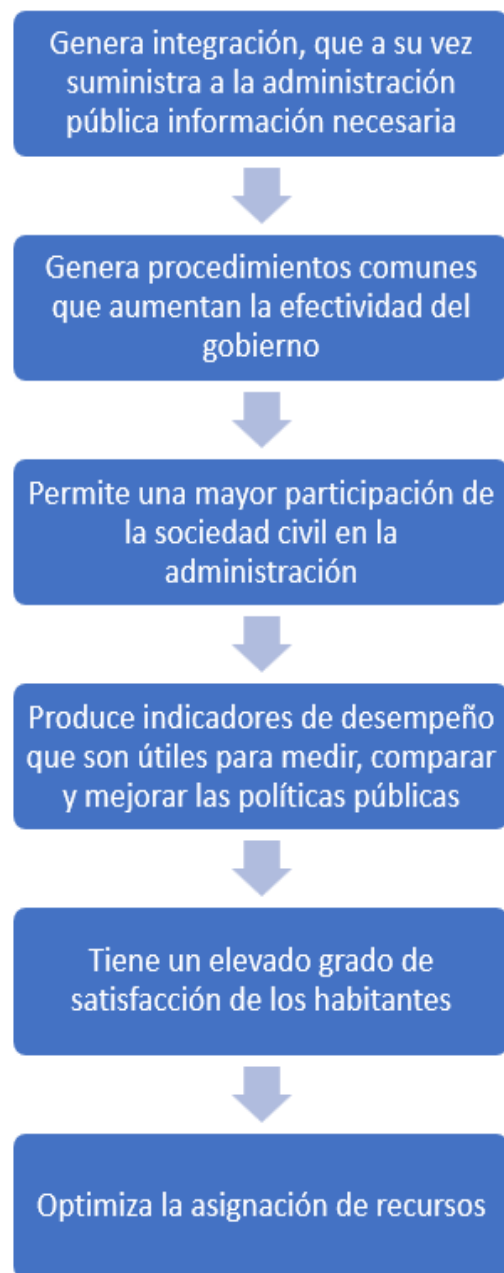 Genera integración, que a su vez
suministra a la administración
pública información necesaria
Genera procedimientos comunes
que aumentan la efectividad del
gobierno
Permite una mayor participación de
la sociedad civil en la
administración
Produce indicadores de desempeño
que son útiles para medir, comparar
y mejorar las políticas públicas
Tiene un elevado grado de
satisfacción de los habitantes
Optimiza la asignación de recursos